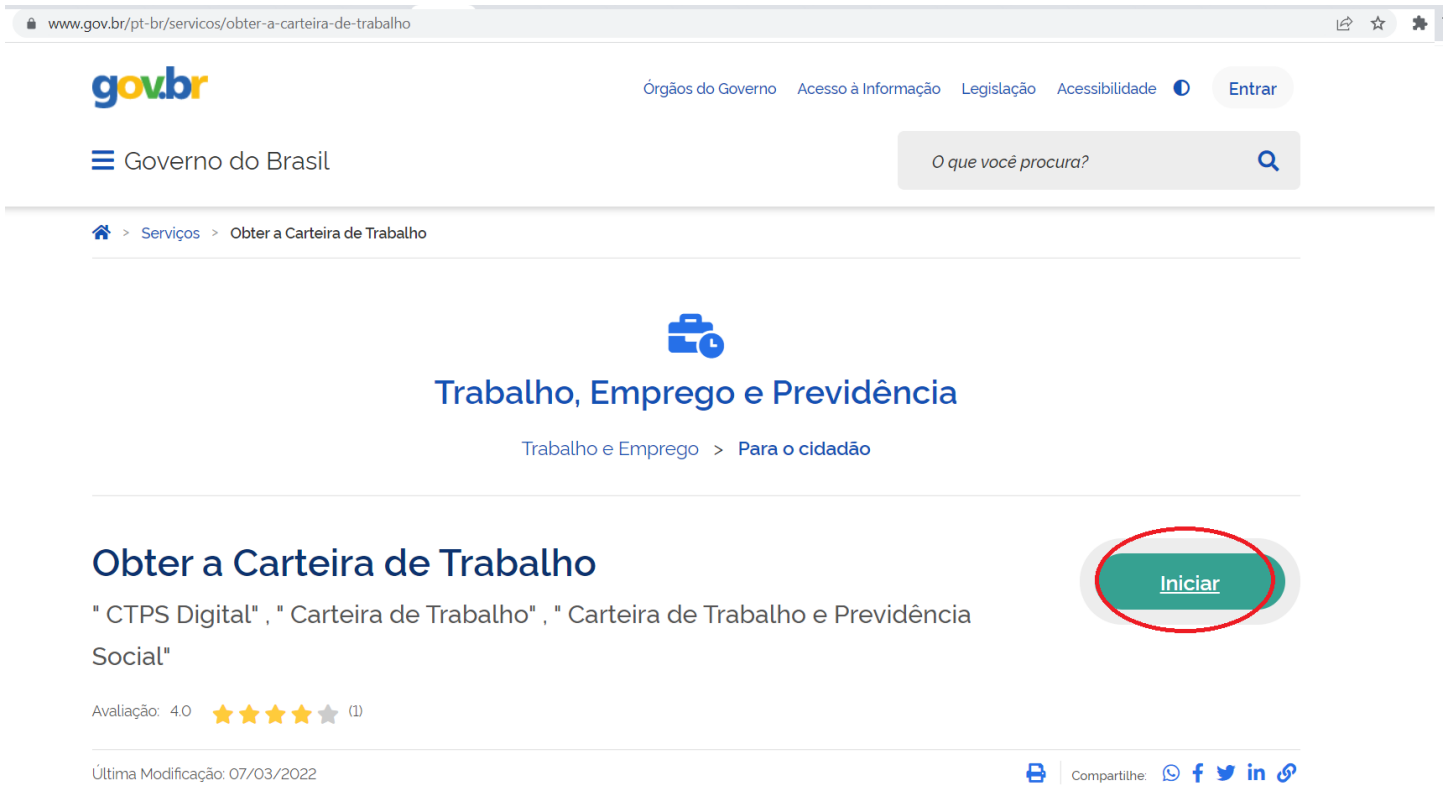 www.gov.br/pt-br/servicos/obter-a-carteira-de-trabalho
gov.br
Órgãos do Governo Acesso à Informação Legislação Acessibilidade Entrar
Governo do Brasil
O que você procura?
> Serviços > Obter a Carteira de Trabalho
Trabalho, Emprego e Previdência
Trabalho e Emprego > Para o cidadão
Obter a Carteira de Trabalho
Iniciar
" CTPS Digital" , " Carteira de Trabalho" , " Carteira de Trabalho e Previdência
Social"
Avaliação: 4.0 (1)
Última Modificação: 07/03/2022
Compartilhe: